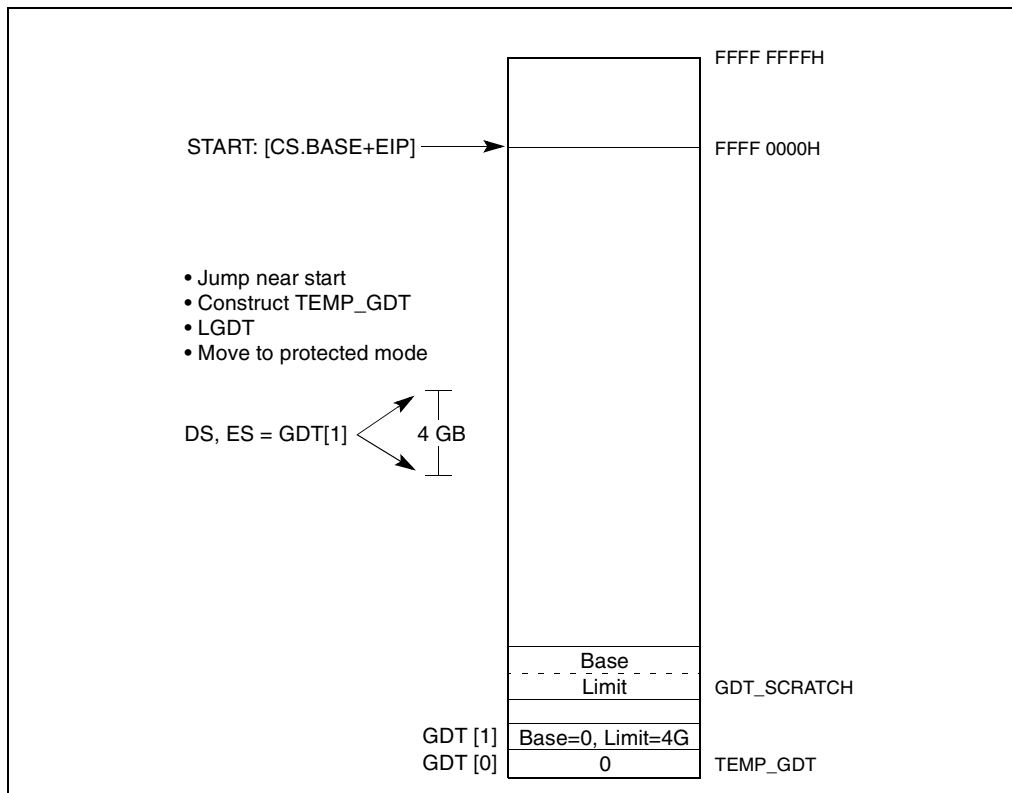 FFFF FFFFH
START: [CS.BASE+EIP]
FFFF 0000H
• Jump near start
• Construct TEMP_GDT
• LGDT
• Move to protected mode
DS, ES = GDT[1]
4 GB
Base
Limit
GDT_SCRATCH
GDT [1]
Base=0, Limit=4G
GDT [0]
0
TEMP_GDT